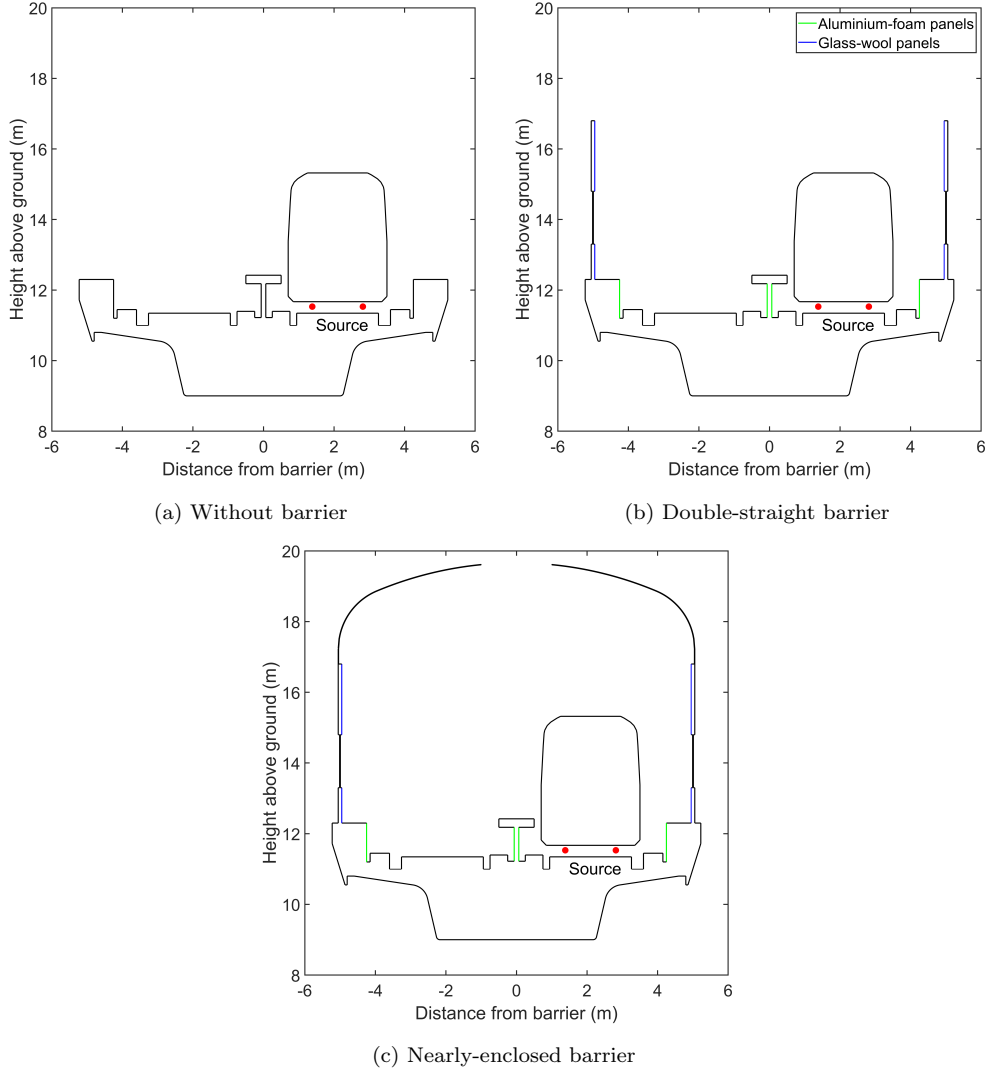 20
18
16
14
12
10
8
-6 -4 -2 0 2 4 6
Height above ground (m)
Distance from barrier (m)
Source
(a) Without barrier
Aluminium-foam panels
Glass-wool panels
20
18
16
14
12
10
8
-6 -4 -2 0 2 4 6
Height above ground (m)
Distance from barrier (m)
Source
(b) Double-straight barrier
20
18
16
14
12
10
8
-6 -4 -2 0 2 4 6
Height above ground (m)
Distance from barrier (m)
Source
(c) Nearly-enclosed barrier